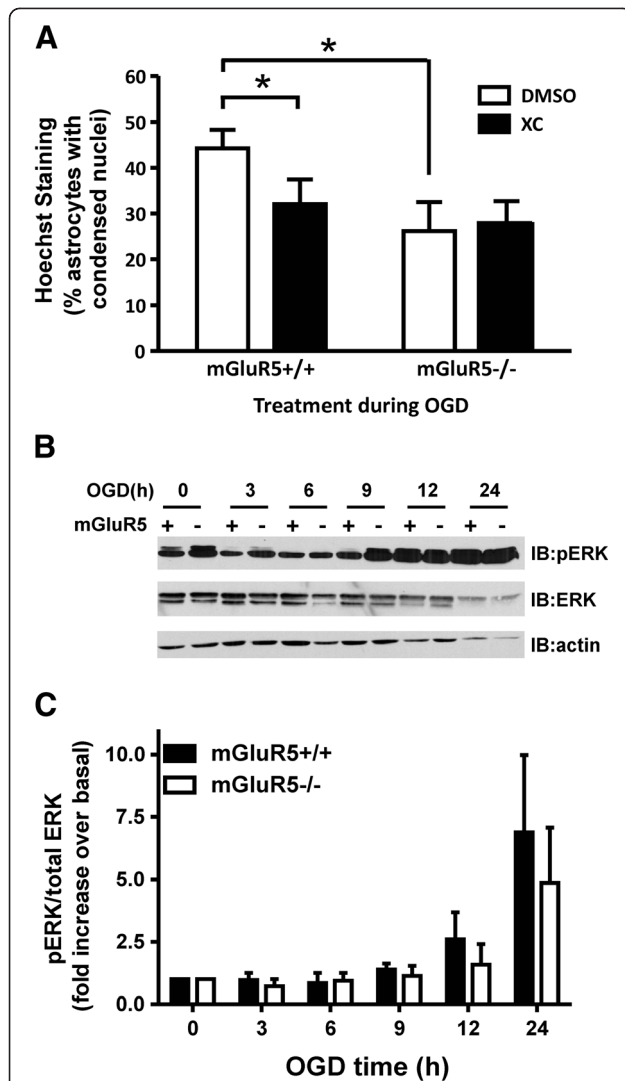 A
*
*
DMSO
XC
Hoechst Staining
(% astrocytes with
condensed nuclei)
60
50
40
30
20
10
0
mGluR5+/+ mGluR5-/-
Treatment during OGD
B
OGD(h) 0 3 6 9 12 24
mGluR5 + - + - + - + - + - + -
IB:pERK
IB:ERK
IB:actin
C
mGluR5+/+
mGluR5-/-
pERK/total ERK
(fold increase over basal)
10.0
7.5
5.0
2.5
0.0
0 3 6 9 12 24
OGD time (h)